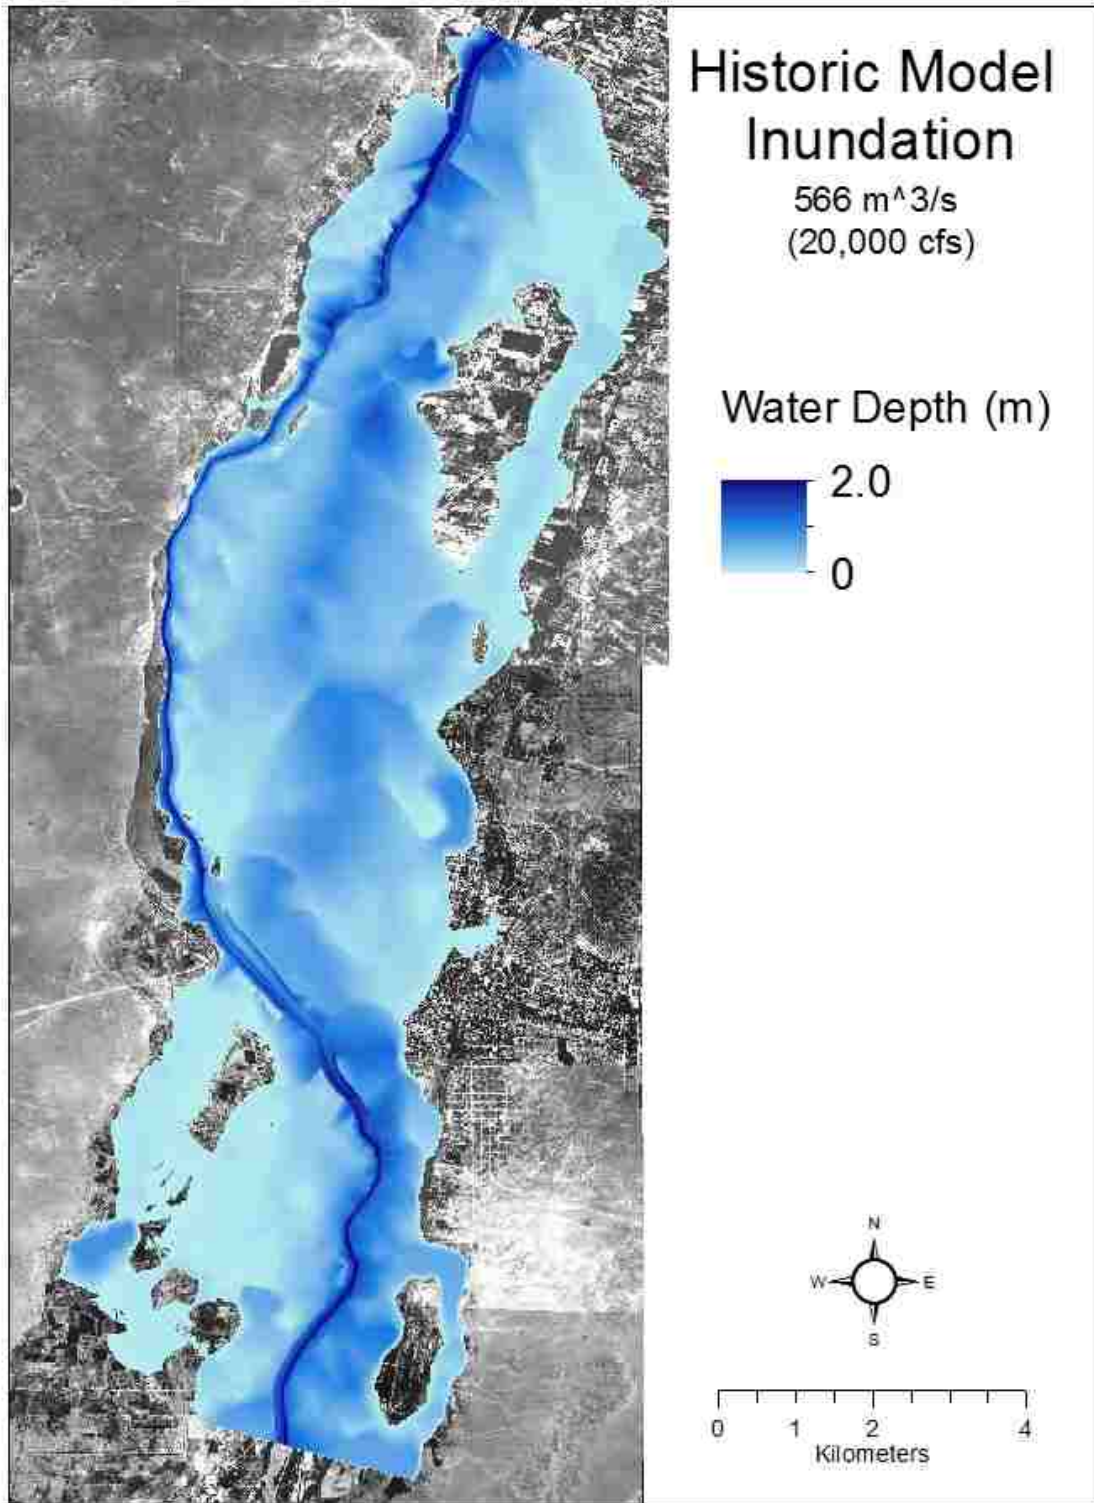 Historic Model
Inundation
566 m^3/s
(20,000 cfs)
Water Depth (m)
2.0
0
N
W E
S
0 1 2 4
Kilometers